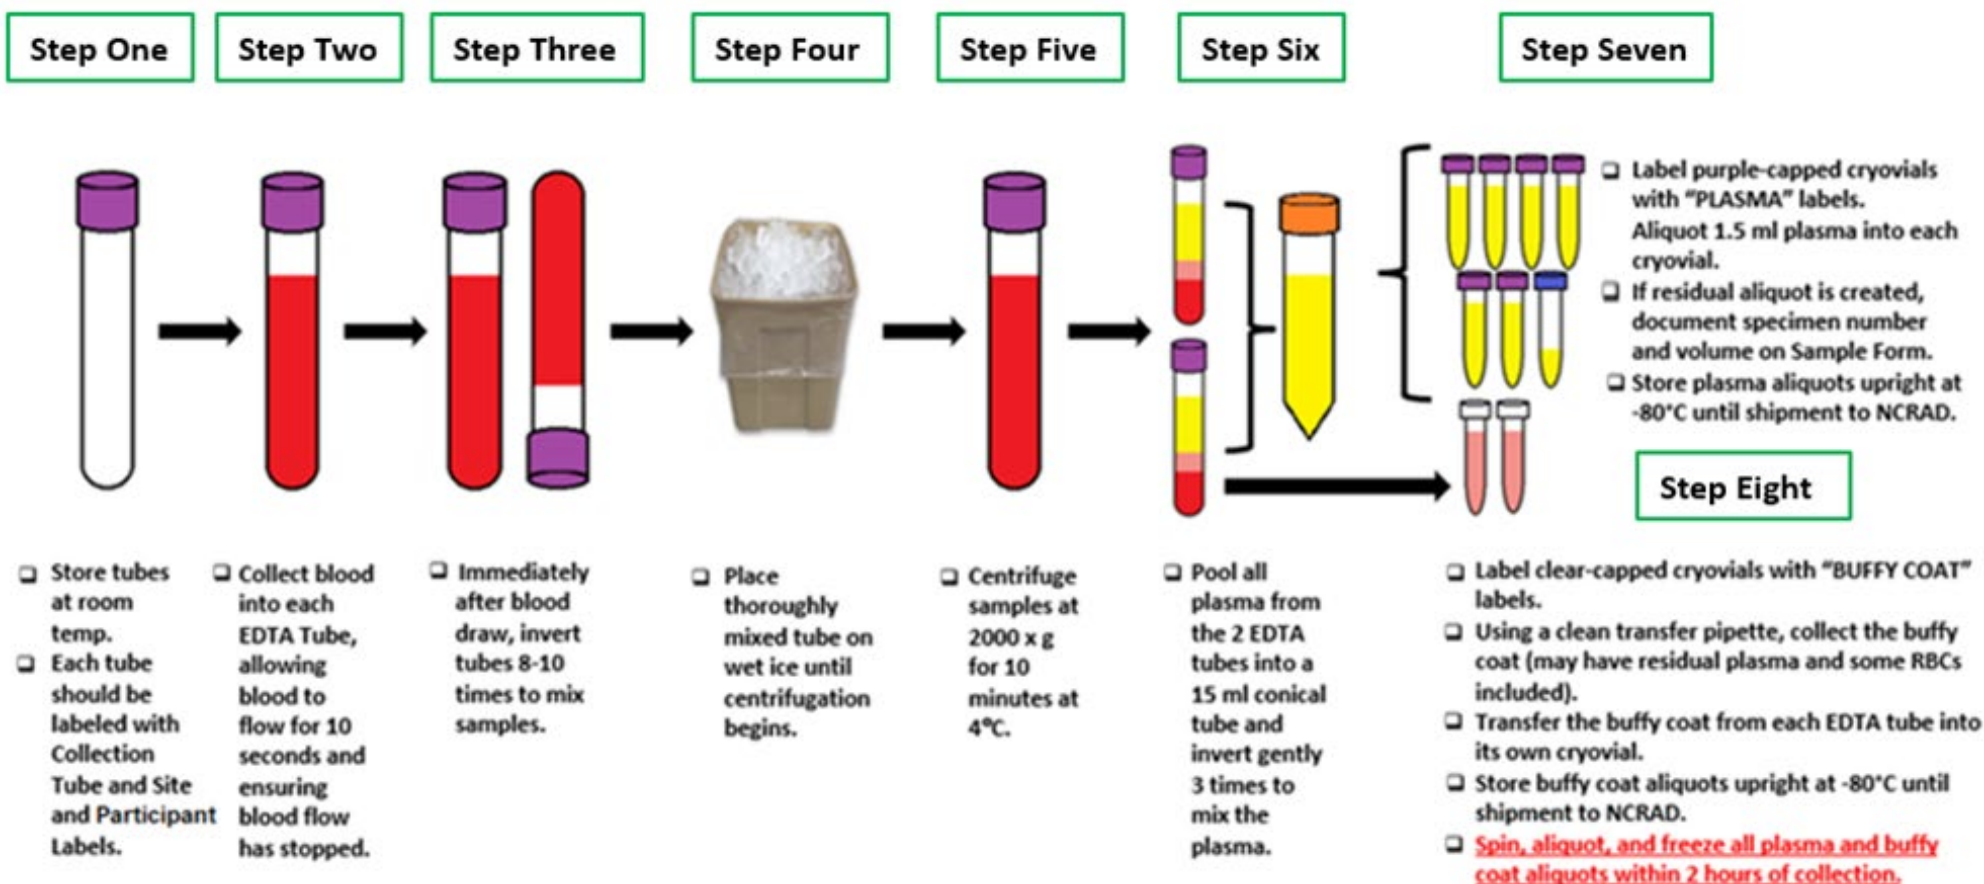 Step One
Step Two
Step Three
Step Four
Step Five
Step Six
Step Seven
❑ Label purple-capped cryovials
with “PLASMA” labels.
Aliquot 1.5 ml plasma into each
cryovial.
❑ If residual aliquot is created,
document specimen number
and volume on Sample Form.
❑ Store plasma aliquots upright at
-80°C until shipment to NCRAD.
Step Eight
❑ Store tubes
at room
temp.
❑ Each tube
should be
labeled with
Collection
Tube and Site
and Participant
Labels.
❑ Collect blood
into each
EDTA Tube,
allowing
blood to
flow for 10
seconds and
ensuring
blood flow
has stopped.
❑ Immediately
after blood
draw, invert
tubes 8-10
times to mix
samples.
❑ Place
thoroughly
mixed tube on
wet ice until
centrifugation
begins.
❑ Centrifuge
samples at
2000 x g
for 10
minutes at
4°C.
❑ Pool all
plasma from
the 2 EDTA
tubes into a
15 ml conical
tube and
invert gently
3 times to
mix the
plasma.
❑ Label clear-capped cryovials with “BUFFY COAT”
labels.
❑ Using a clean transfer pipette, collect the buffy
coat (may have residual plasma and some RBCs
included).
❑ Transfer the buffy coat from each EDTA tube into
its own cryovial.
❑ Store buffy coat aliquots upright at -80°C until
shipment to NCRAD.
❑ Spin, aliquot, and freeze all plasma and buffy
coat aliquots within 2 hours of collection.